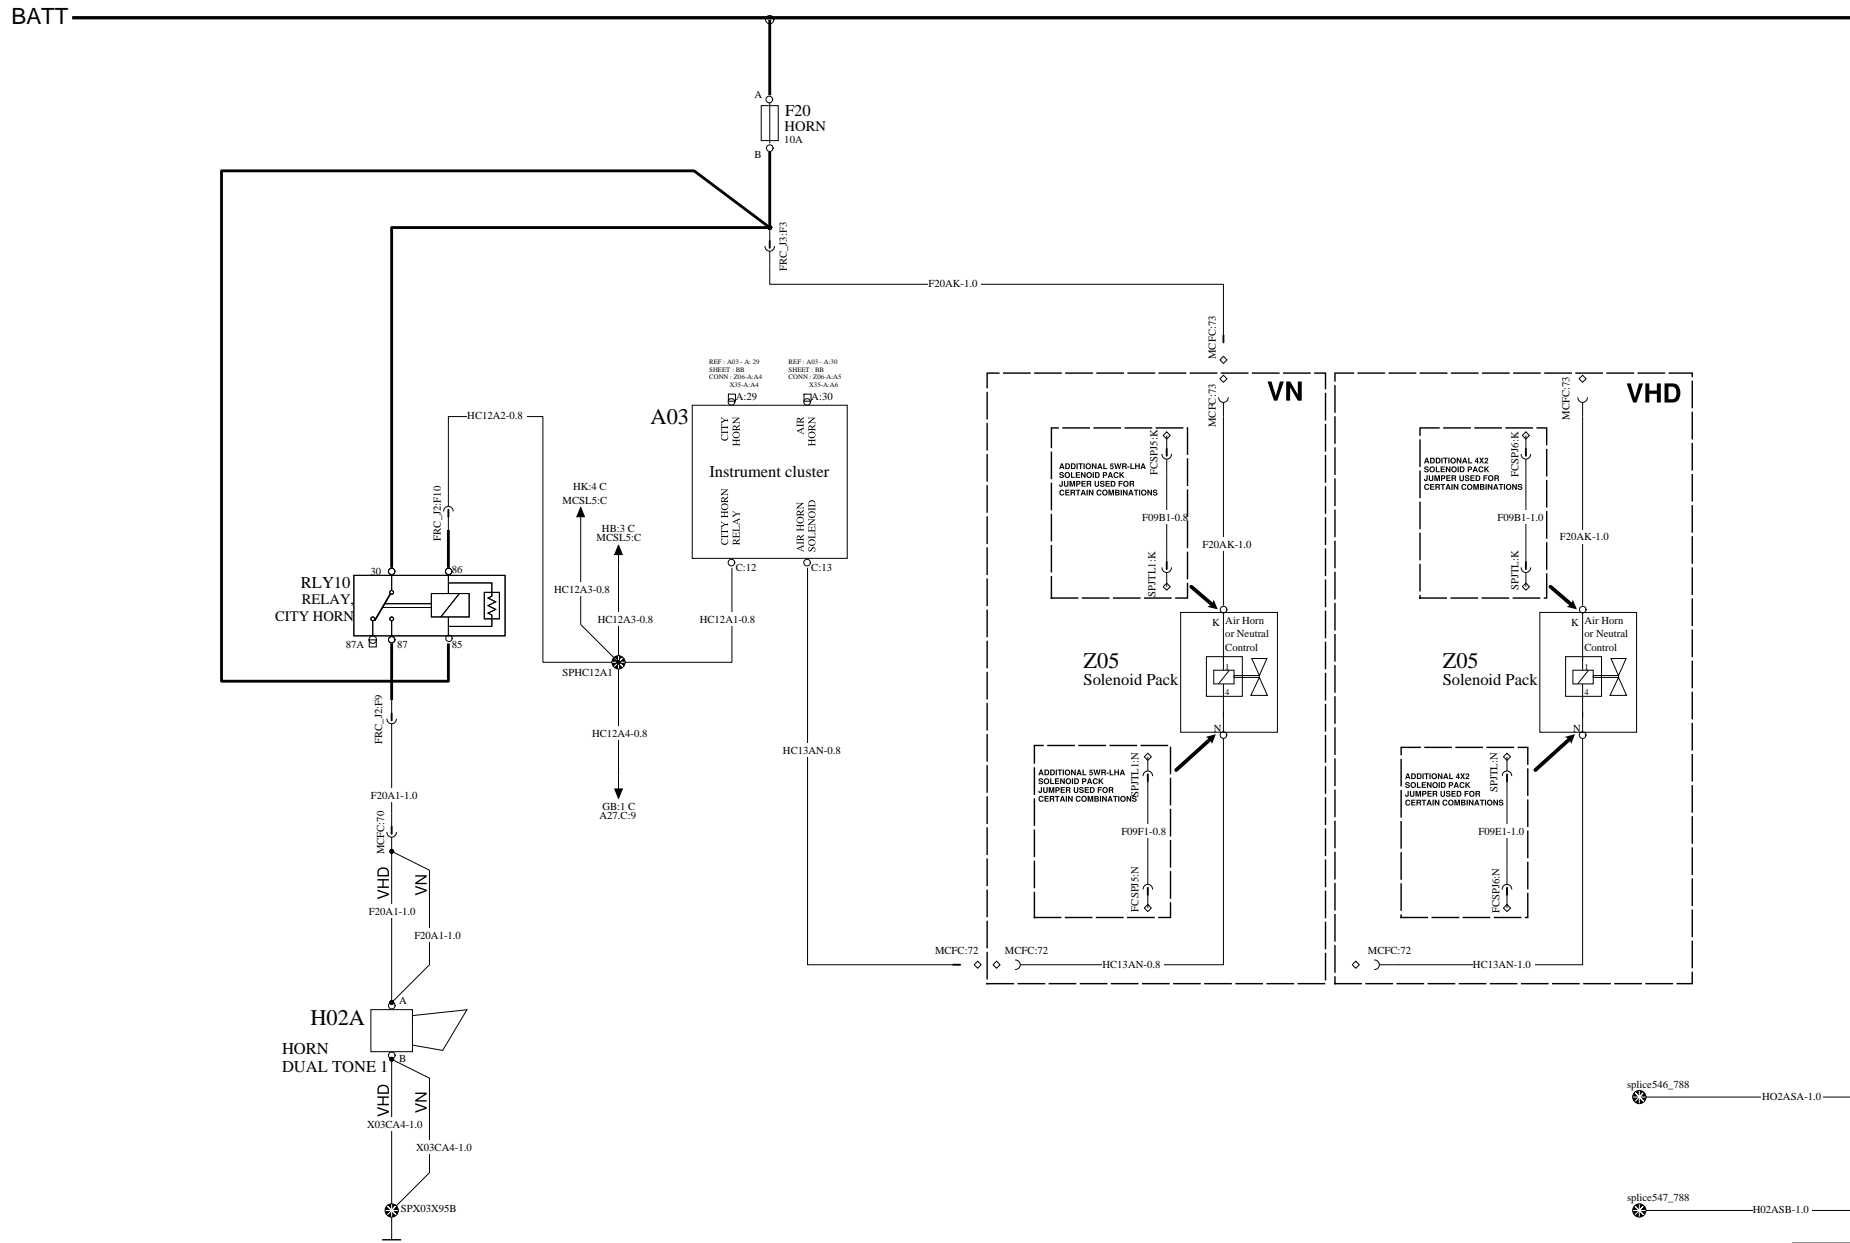 BATT
A
F20
HORN
10A
B
FRC_J3:F3
F20AK-1.0
MCFC:73
REF : A03 - A: 29
SHEET : BB
CONN : Z06-A:A4
X35-A:A4
REF : A03 - A:30
SHEET : BB
CONN : Z06-A:A5
X35-A:A6
A:29
A:30
A03
CITY
HORN
AIR
HORN
Instrument cluster
CITY HORN
RELAY
AIR HORN
SOLENOID
C:12
C:13
HC12A2-0.8
FRC_J2:F10
HK:4 C
MCSL5:C
HB:3 C
MCSL5:C
HC12A3-0.8
HC12A3-0.8
HC12A1-0.8
SPHC12A1
HC12A4-0.8
GB:1 C
A27.C:9
HC13AN-0.8
RLY10
RELAY,
CITY HORN
30
86
87A
87
85
FRC_J2:F9
F20A1-1.0
MCFC:70
VHD
VN
F20A1-1.0
F20A1-1.0
A
H02A
HORN
DUAL TONE 1
B
VHD
VN
X03CA4-1.0
X03CA4-1.0
SPX03X95B
VN
MCFC:73
FCSPJ5:K
ADDITIONAL 5WR-LHA
SOLENOID PACK
JUMPER USED FOR
CERTAIN COMBINATIONS
F09B1-0.8
SPJTL1:K
F20AK-1.0
K
Air Horn
or Neutral
Control
1
4
Z05
Solenoid Pack
N
ADDITIONAL 5WR-LHA
SOLENOID PACK
JUMPER USED FOR
CERTAIN COMBINATIONS
SPJTL1:N
F09F1-0.8
FCSPJ5:N
MCFC:72
MCFC:72
HC13AN-0.8
VHD
MCFC:73
FCSPJ6:K
ADDITIONAL 4X2
SOLENOID PACK
JUMPER USED FOR
CERTAIN COMBINATIONS
F09B1-1.0
SPJTL:K
F20AK-1.0
K
Air Horn
or Neutral
Control
1
4
Z05
Solenoid Pack
N
ADDITIONAL 4X2
SOLENOID PACK
JUMPER USED FOR
CERTAIN COMBINATIONS
SPJTL:N
F09E1-1.0
FCSPJ6:N
MCFC:72
HC13AN-1.0
splice546_788
HO2ASA-1.0
splice547_788
H02ASB-1.0